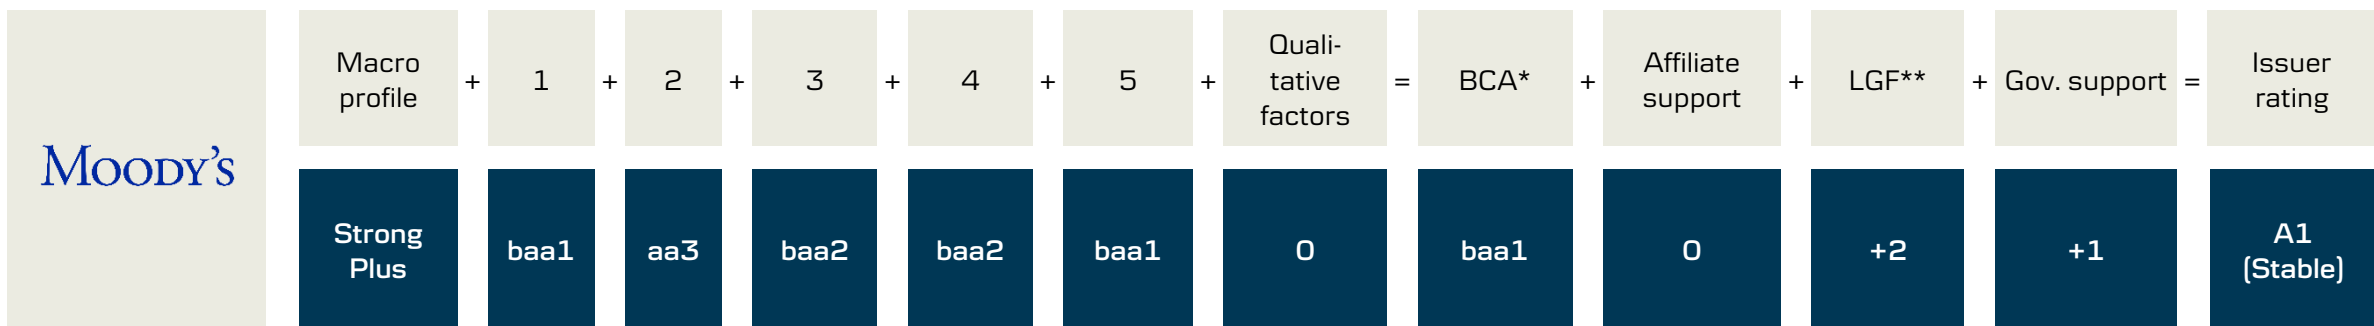 MOODY'S
Macro
profile
+
1
+
2
+
3
+
4
+
5
+
Quali-
tative
factors
=
BCA*
+
Affiliate
support
+
LGF**
+
Gov. support
=
Issuer
rating
Strong
Plus
baa1
aa3
baa2
baa2
baa1
0
baa1
0
+2
+1
A1
(Stable)